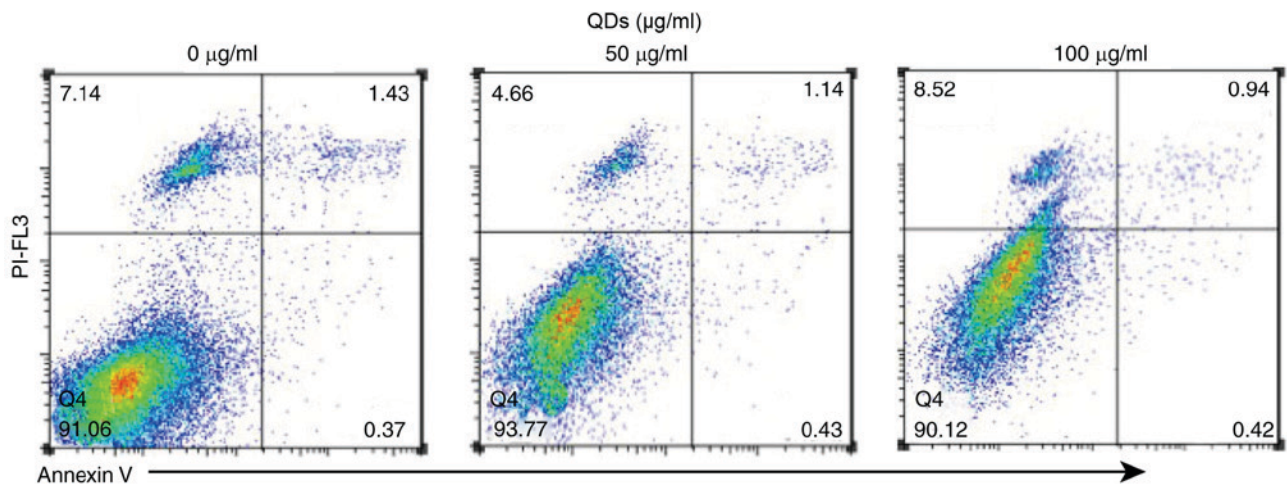 QDs (µg/ml)
0 µg/ml
50 µg/ml
100 µg/ml
7.14
1.43
4.66
1.14
8.52
0.94
PI-FL3
Q4
91.06
0.37
Q4
93.77
0.43
Q4
90.12
0.42
Annexin V